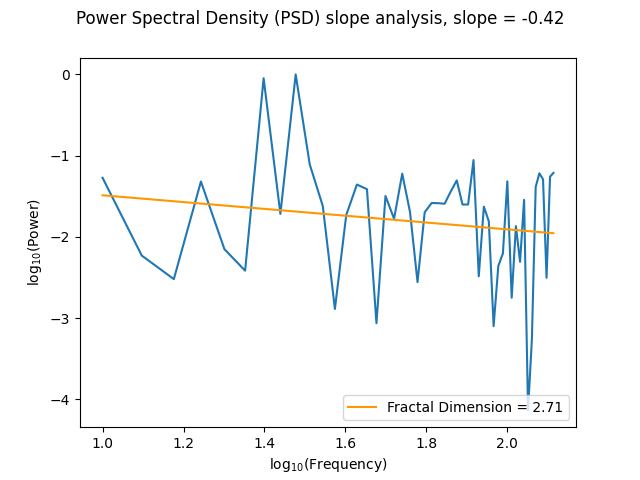 Power Spectral Density (PSD) slope analysis, slope = -0.42
0
−1
−2
−3
−4
log₁₀(Power)
Fractal Dimension = 2.71
1.0 1.2 1.4 1.6 1.8 2.0
log₁₀(Frequency)